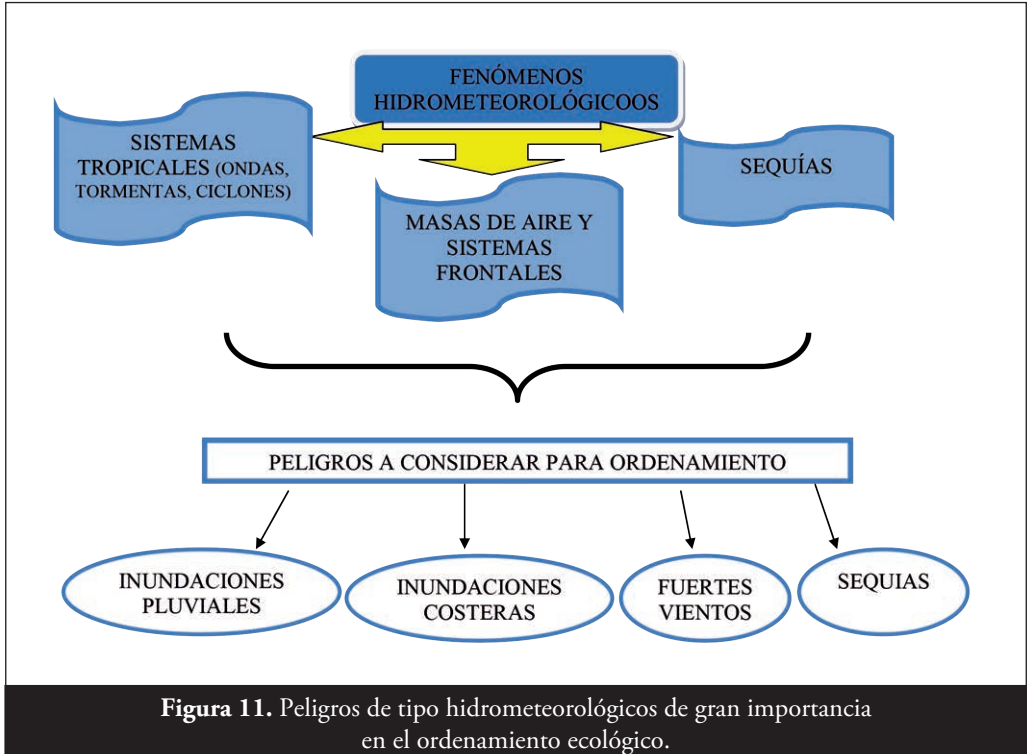 FENÓMENOS
HIDROMETEOROLÓGICOOS
SISTEMAS
TROPICALES (ONDAS,
TORMENTAS, CICLONES)
MASAS DE AIRE Y
SISTEMAS
FRONTALES
SEQUÍAS
PELIGROS A CONSIDERAR PARA ORDENAMIENTO
INUNDACIONES
PLUVIALES
INUNDACIONES
COSTERAS
FUERTES
VIENTOS
SEQUIAS
Figura 11. Peligros de tipo hidrometeorológicos de gran importancia
en el ordenamiento ecológico.